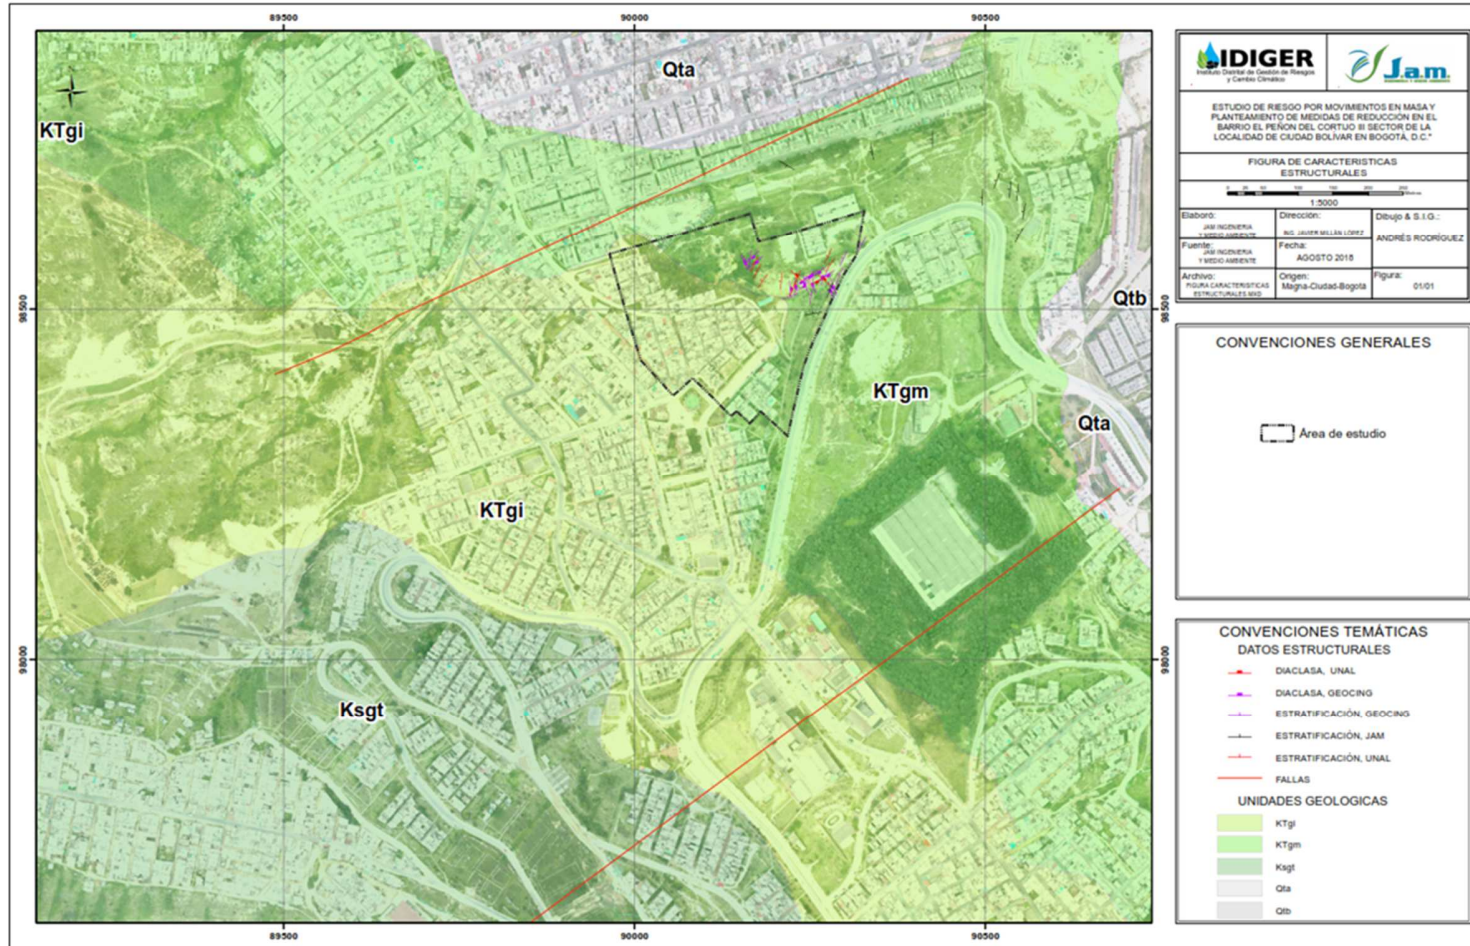 89500 90000 90500
98500
98000
98500
98000
89500 90000 90500
KTgi
Qta
Qtb
KTgm
Qta
KTgi
Ksgt
IDIGER
Instituto Distrital de Gestión de Riesgos
y Cambio Climático
J.a.m.
ESTUDIO DE RIESGO POR MOVIMIENTOS EN MASA Y
PLANTEAMIENTO DE MEDIDAS DE REDUCCIÓN EN EL
BARRIO EL PEÑON DEL CORTIJO III SECTOR DE LA
LOCALIDAD DE CIUDAD BOLÍVAR EN BOGOTÁ, D.C."
FIGURA DE CARACTERISTICAS
ESTRUCTURALES
1:5000
Elaboró:
JAM INGENIERIA
Y MEDIO AMBIENTE
Dirección:
ING. JAVIER MILLÁN LÓPEZ
Dibujo & S.I.G.:
ANDRÉS RODRÍGUEZ
Fuente:
JAM INGENIERIA
Y MEDIO AMBIENTE
Fecha:
AGOSTO 2018
Archivo:
FIGURA CARACTERISTICAS
ESTRUCTURALES.MXD
Origen:
Magna-Ciudad-Bogotá
Figura:
01/01
CONVENCIONES GENERALES
Área de estudio
CONVENCIONES TEMÁTICAS
DATOS ESTRUCTURALES
DIACLASA, UNAL
DIACLASA, GEOCING
ESTRATIFICACIÓN, GEOCING
ESTRATIFICACIÓN, JAM
ESTRATIFICACIÓN, UNAL
FALLAS
UNIDADES GEOLOGICAS
KTgi
KTgm
Ksgt
Qta
Qtb